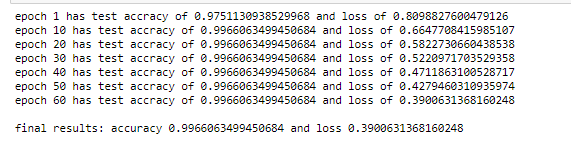 epoch 1 has test accracy of 0.9751130938529968 and loss of 0.8098827600479126
epoch 10 has test accracy of 0.9966063499450684 and loss of 0.6647708415985107
epoch 20 has test accracy of 0.9966063499450684 and loss of 0.5822730660438538
epoch 30 has test accracy of 0.9966063499450684 and loss of 0.5220971703529358
epoch 40 has test accracy of 0.9966063499450684 and loss of 0.4711863100528717
epoch 50 has test accracy of 0.9966063499450684 and loss of 0.4279460310935974
epoch 60 has test accracy of 0.9966063499450684 and loss of 0.3900631368160248
final results: accuracy 0.9966063499450684 and loss 0.3900631368160248